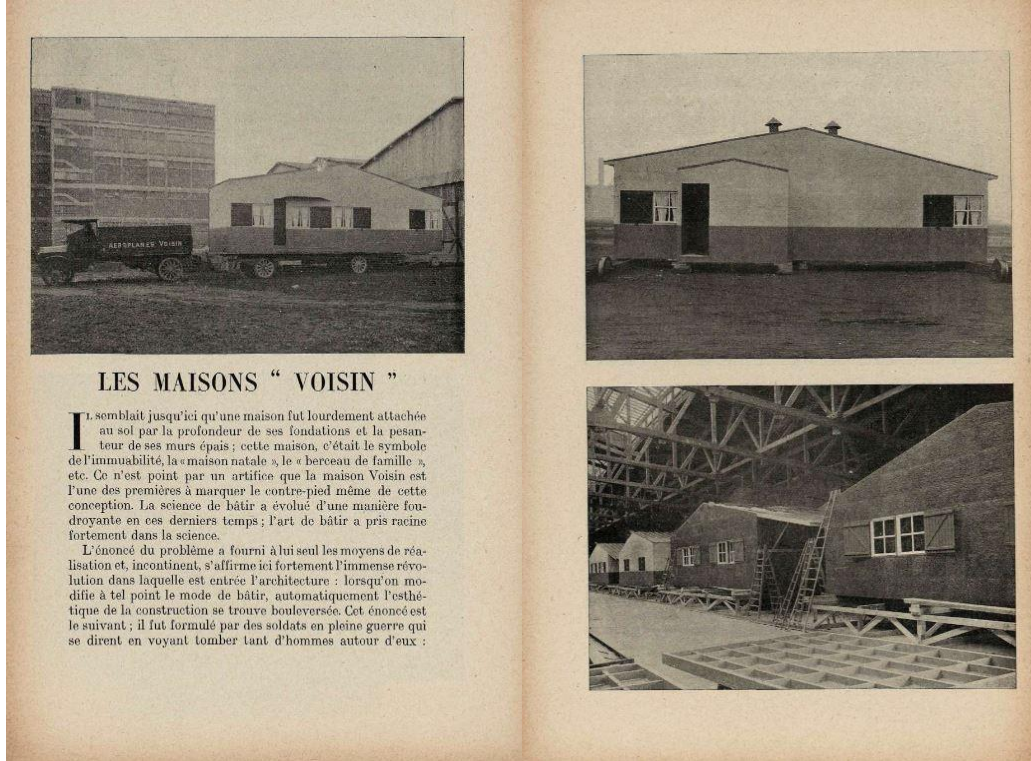 AEROPLANES VOISIN
LES MAISONS “ VOISIN ”
IL semblait jusqu'ici qu'une maison fut lourdement attachée
au sol par la profondeur de ses fondations et la pesan-
teur de ses murs épais ; cette maison, c'était le symbole
de l'immuabilité, la « maison natale », le « berceau de famille »,
etc. Ce n'est point par un artifice que la maison Voisin est
l'une des premières à marquer le contre-pied même de cette
conception. La science de bâtir a évolué d'une manière fou-
droyante en ces derniers temps ; l'art de bâtir a pris racine
fortement dans la science.
L'énoncé du problème a fourni à lui seul les moyens de réa-
lisation et, incontinent, s'affirme ici fortement l'immense révo-
lution dans laquelle est entrée l'architecture : lorsqu'on mo-
difie à tel point le mode de bâtir, automatiquement l'esthé-
tique de la construction se trouve bouleversée. Cet énoncé est
le suivant ; il fut formulé par des soldats en pleine guerre qui
se dirent en voyant tomber tant d'hommes autour d'eux :